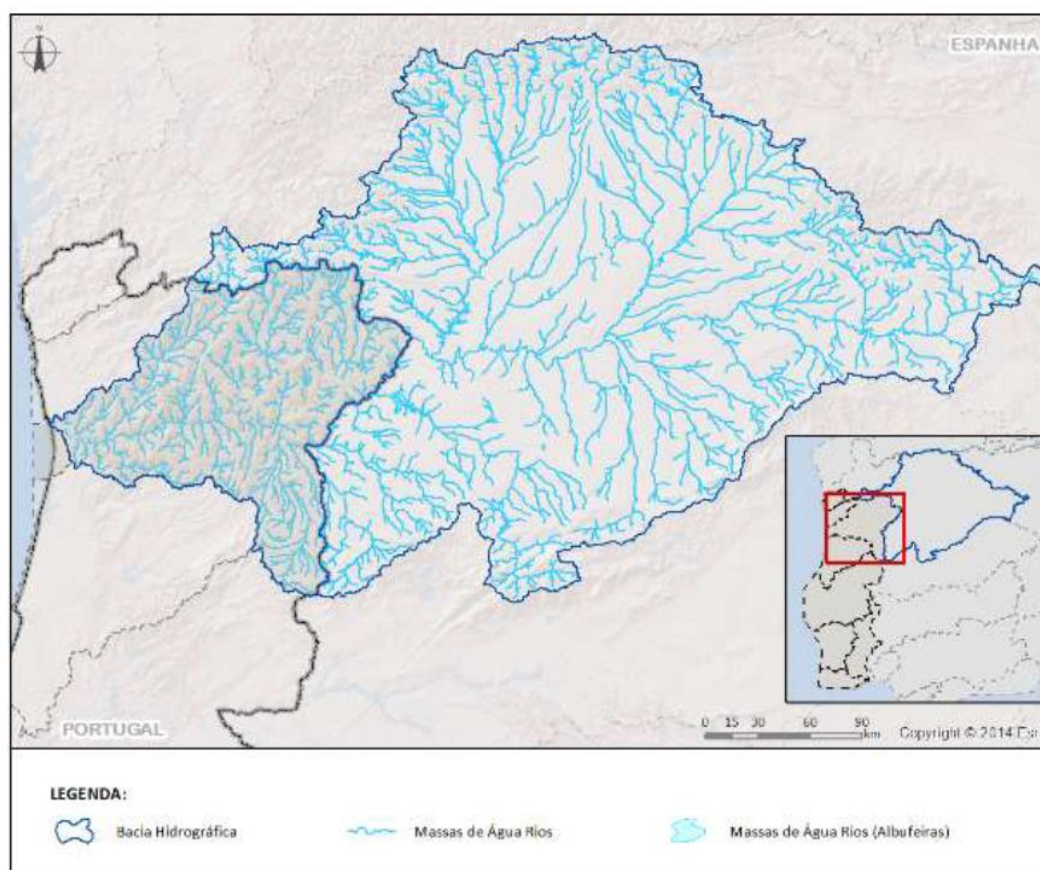 N
ESPANHA
PORTUGAL
0 15 30 60 90
km
Copyright © 2014 Esr
LEGENDA:
Bacia Hidrográfica
Massas de Água Rios
Massas de Água Rios (Albufeiras)